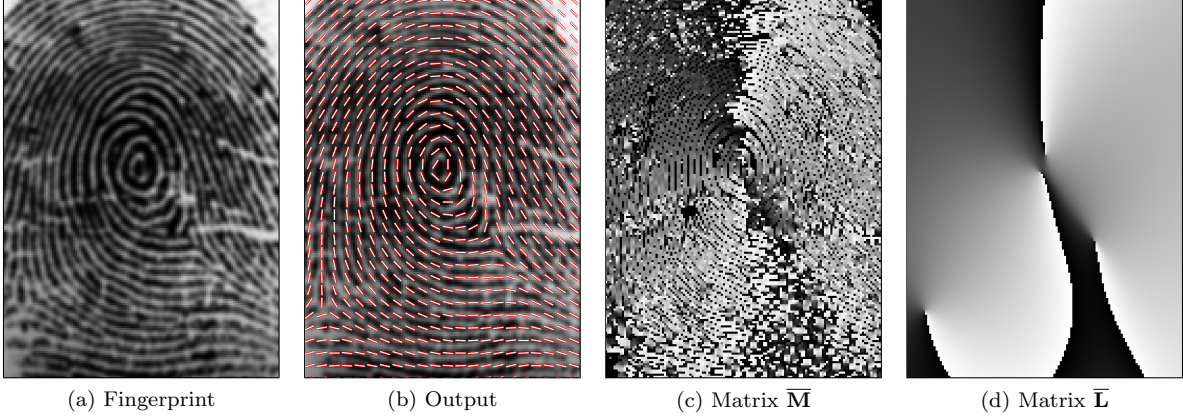 (a) Fingerprint
(b) Output
(c) Matrix M̅
(d) Matrix L̅